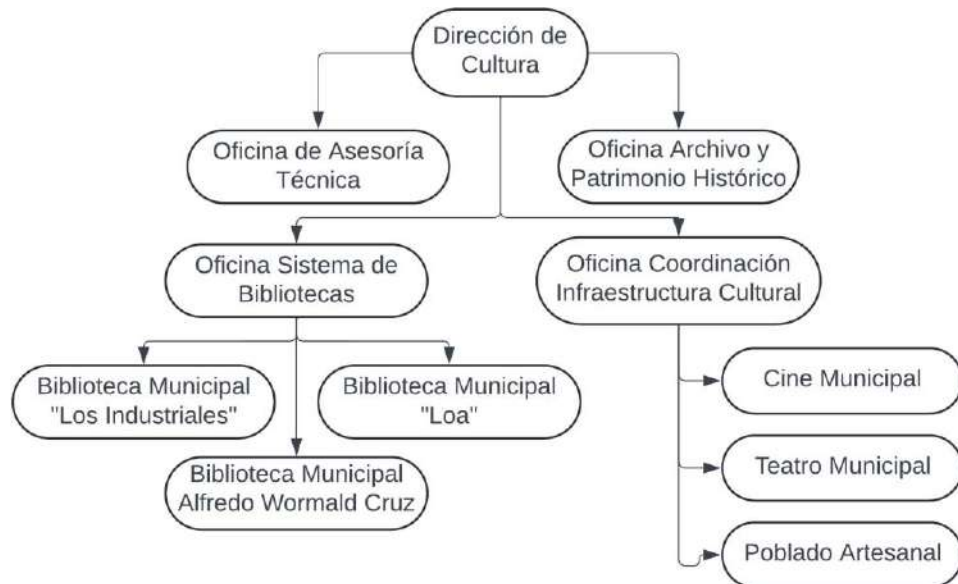 Dirección de
Cultura
Oficina de Asesoría
Técnica
Oficina Archivo y
Patrimonio Histórico
Oficina Sistema de
Bibliotecas
Oficina Coordinación
Infraestructura Cultural
Biblioteca Municipal
"Los Industriales"
Biblioteca Municipal
"Loa"
Biblioteca Municipal
Alfredo Wormald Cruz
Cine Municipal
Teatro Municipal
Poblado Artesanal